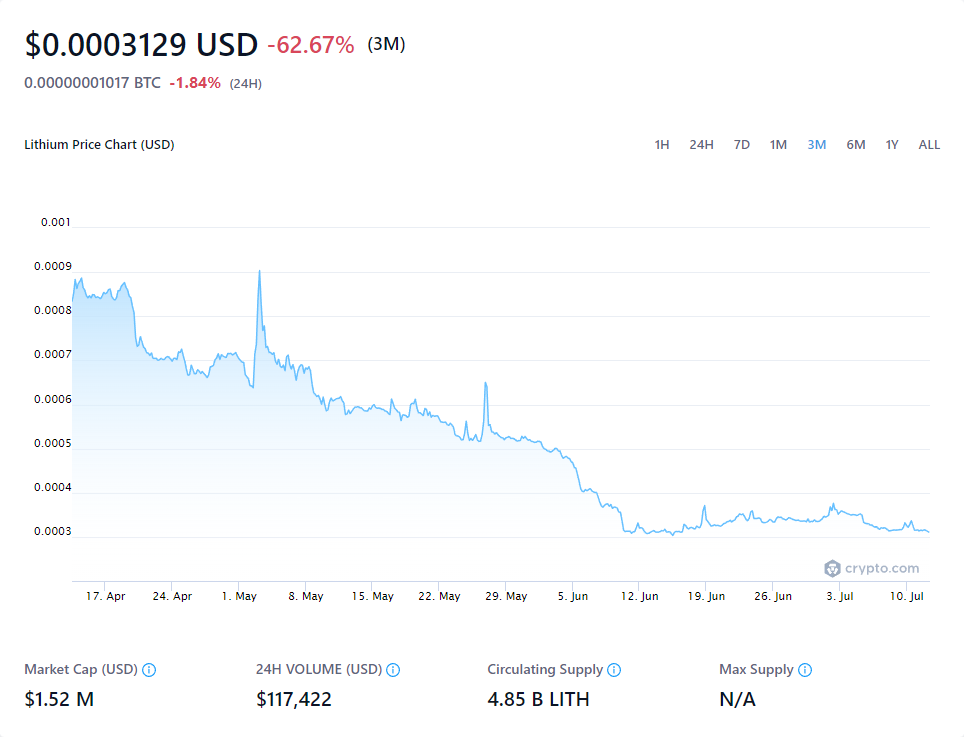 $0.0003129 USD -62.67% (3M)
0.00000001017 BTC -1.84% (24H)
Lithium Price Chart (USD) 1H 24H 7D 1M 3M 6M 1Y ALL
0.001
0.0009
0.0008
0.0007
0.0006
0.0005
0.0004
0.0003
crypto.com
17. Apr 24. Apr 1. May 8. May 15. May 22. May 29. May 5. Jun 12. Jun 19. Jun 26. Jun 3. Jul 10. Jul
Market Cap (USD) 24H VOLUME (USD) Circulating Supply Max Supply
$1.52 M $117,422 4.85 B LITH N/A